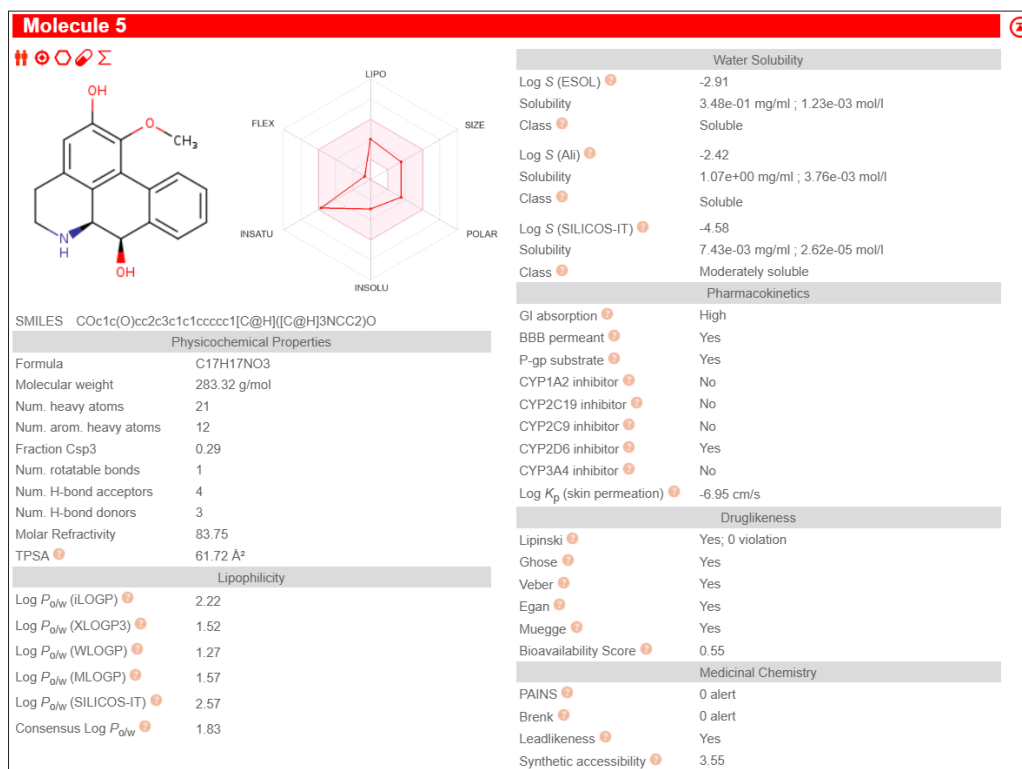 Molecule 5
LIPO
SIZE
POLAR
INSOLU
INSATU
FLEX
OH
O
CH3
N
H
OH
SMILES COc1c(O)cc2c3c1c1ccccc1[C@H]([C@H]3NCC2)O
Physicochemical Properties
Formula C17H17NO3
Molecular weight 283.32 g/mol
Num. heavy atoms 21
Num. arom. heavy atoms 12
Fraction Csp3 0.29
Num. rotatable bonds 1
Num. H-bond acceptors 4
Num. H-bond donors 3
Molar Refractivity 83.75
TPSA ? 61.72 Å²
Lipophilicity
Log Po/w (iLOGP) ? 2.22
Log Po/w (XLOGP3) ? 1.52
Log Po/w (WLOGP) ? 1.27
Log Po/w (MLOGP) ? 1.57
Log Po/w (SILICOS-IT) ? 2.57
Consensus Log Po/w ? 1.83
Water Solubility
Log S (ESOL) ? -2.91
Solubility 3.48e-01 mg/ml ; 1.23e-03 mol/l
Class ? Soluble
Log S (Ali) ? -2.42
Solubility 1.07e+00 mg/ml ; 3.76e-03 mol/l
Class ? Soluble
Log S (SILICOS-IT) ? -4.58
Solubility 7.43e-03 mg/ml ; 2.62e-05 mol/l
Class ? Moderately soluble
Pharmacokinetics
GI absorption ? High
BBB permeant ? Yes
P-gp substrate ? Yes
CYP1A2 inhibitor ? No
CYP2C19 inhibitor ? No
CYP2C9 inhibitor ? No
CYP2D6 inhibitor ? Yes
CYP3A4 inhibitor ? No
Log Kp (skin permeation) ? -6.95 cm/s
Druglikeness
Lipinski ? Yes; 0 violation
Ghose ? Yes
Veber ? Yes
Egan ? Yes
Muegge ? Yes
Bioavailability Score ? 0.55
Medicinal Chemistry
PAINS ? 0 alert
Brenk ? 0 alert
Leadlikeness ? Yes
Synthetic accessibility ? 3.55